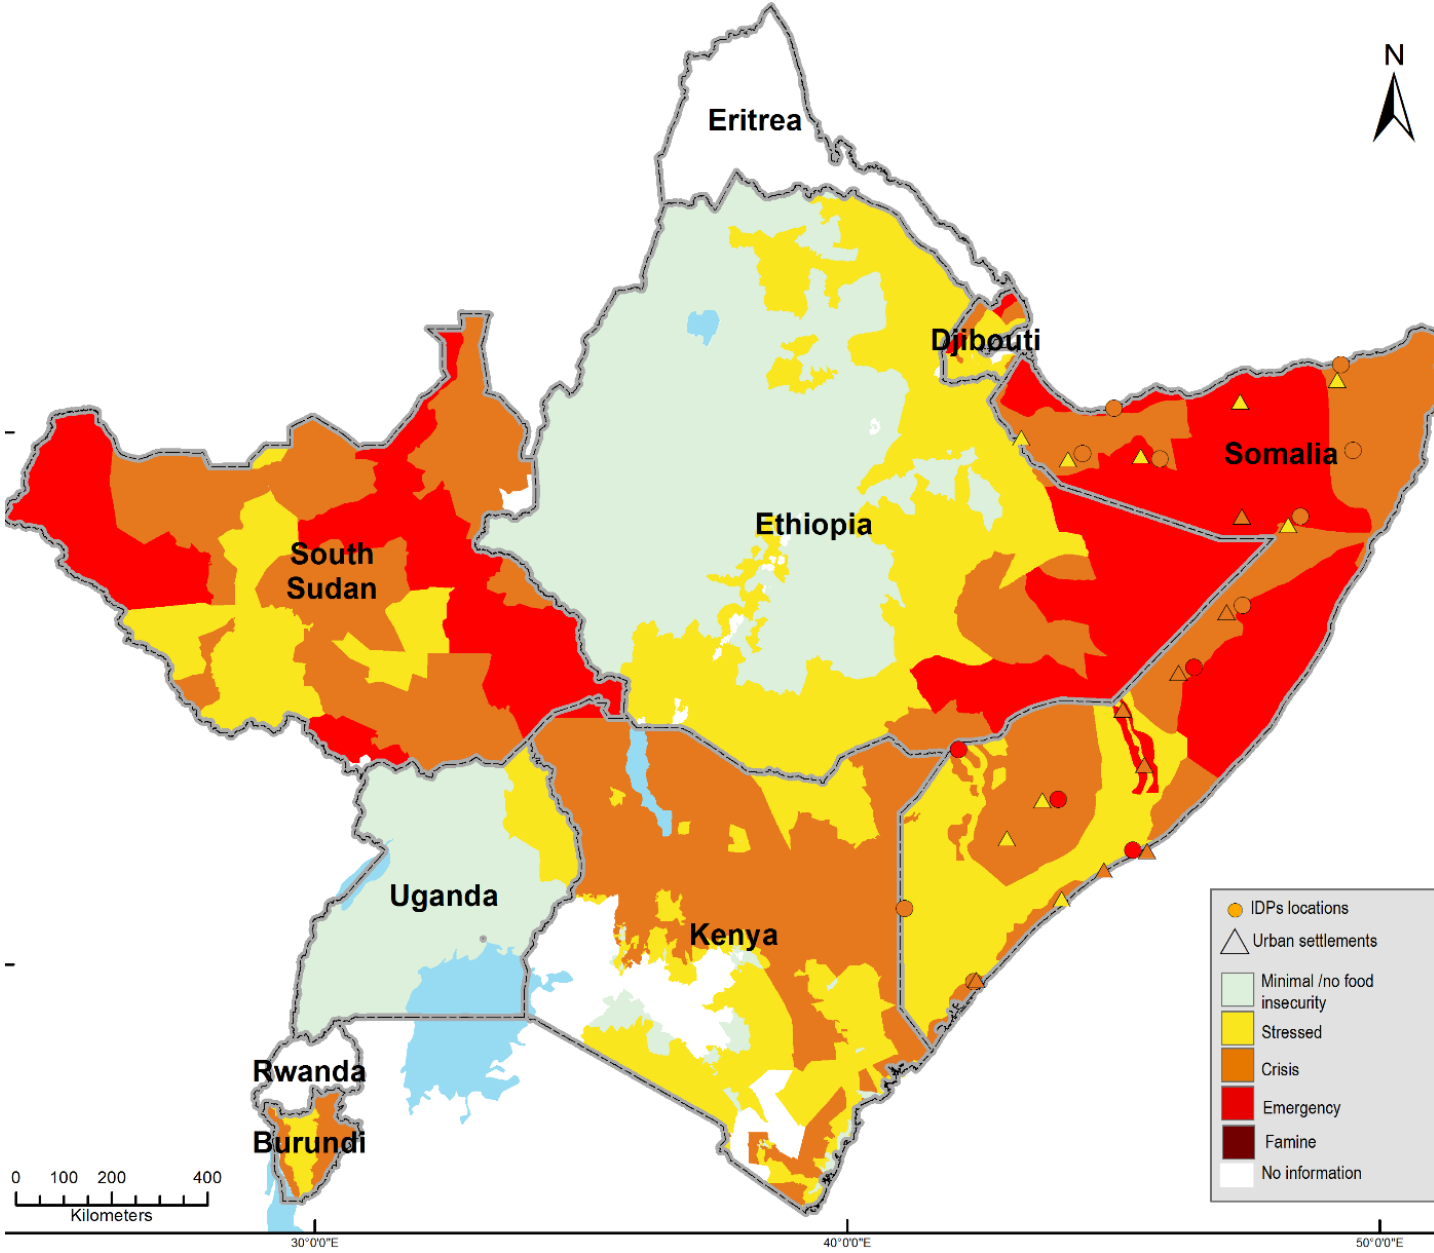 N
Eritrea
Djibouti
Somalia
Ethiopia
South
Sudan
Uganda
Kenya
Rwanda
Burundi
IDPs locations
Urban settlements
Minimal /no food
insecurity
Stressed
Crisis
Emergency
Famine
No information
0 100 200 400
Kilometers
30°0'0"E 40°0'0"E 50°0'0"E